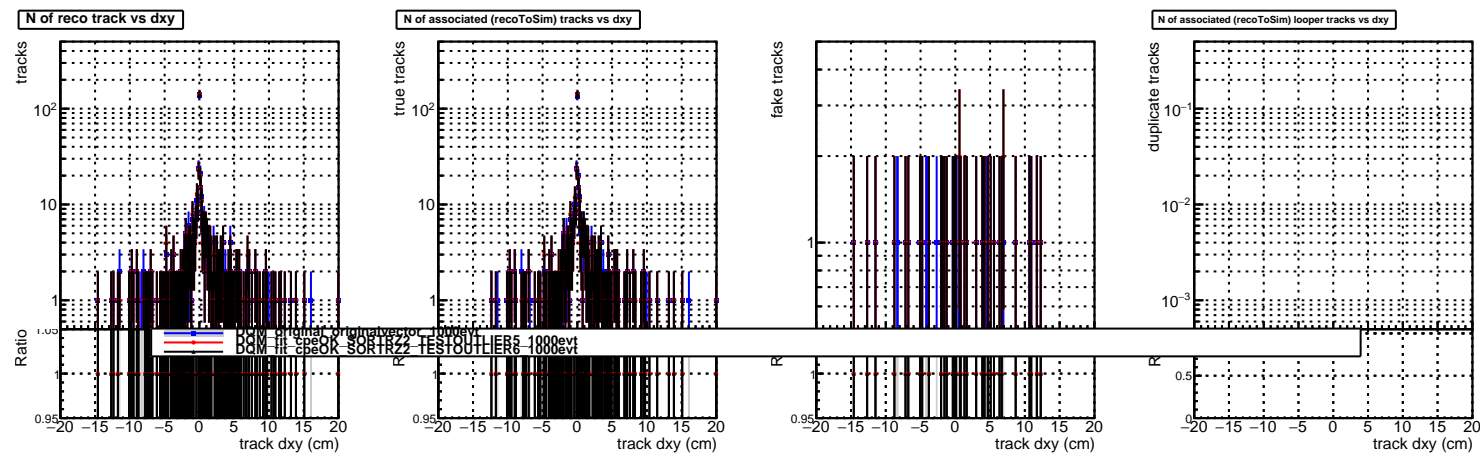 N of reco track vs dxy
N of associated (recoToSim) tracks vs dxy
N of associated (recoToSim) looper tracks vs dxy
tracks
10²
10
1
true tracks
10²
10
1
fake tracks
1
duplicate tracks
10⁻¹
10⁻²
10⁻³
DQM_original_originalvector_1000evt
DQM_fit_cpeOK_SORTRZ2_TESTOUTLIER5_1000evt
DQM_fit_cpeOK_SORTRZ2_TESTOUTLIER6_1000evt
Ratio
1.05
1
0.95
1
0.95
1
0.95
0.5
0
−20 −15 −10 −5 0 5 10 15 20
track dxy (cm)
−20 −15 −10 −5 0 5 10 15 20
track dxy (cm)
−20 −15 −10 −5 0 5 10 15 20
track dxy (cm)
−20 −15 −10 −5 0 5 10 15 20
track dxy (cm)